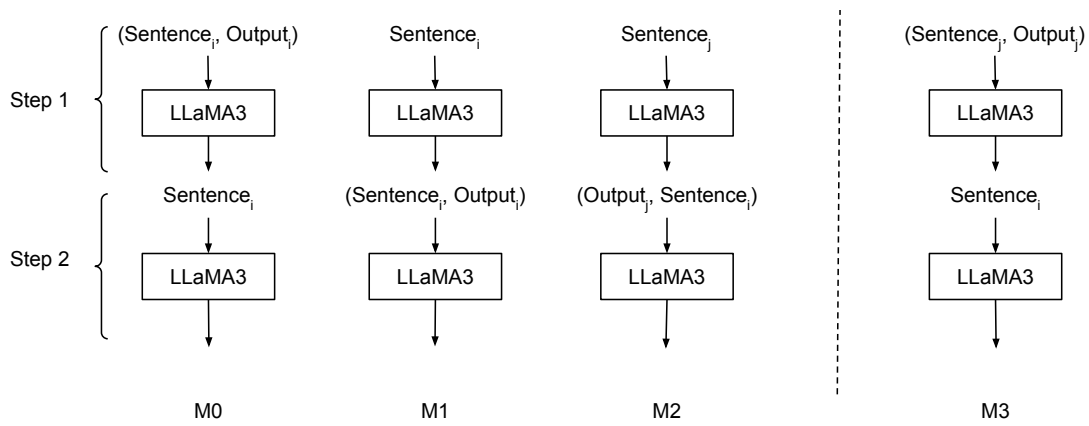 (Sentence_i, Output_i) Sentence_i Sentence_j (Sentence_j, Output_j)
Step 1
LLaMA3 LLaMA3 LLaMA3 LLaMA3
Sentence_i (Sentence_i, Output_i) (Output_j, Sentence_i) Sentence_i
Step 2
LLaMA3 LLaMA3 LLaMA3 LLaMA3
M0 M1 M2 M3